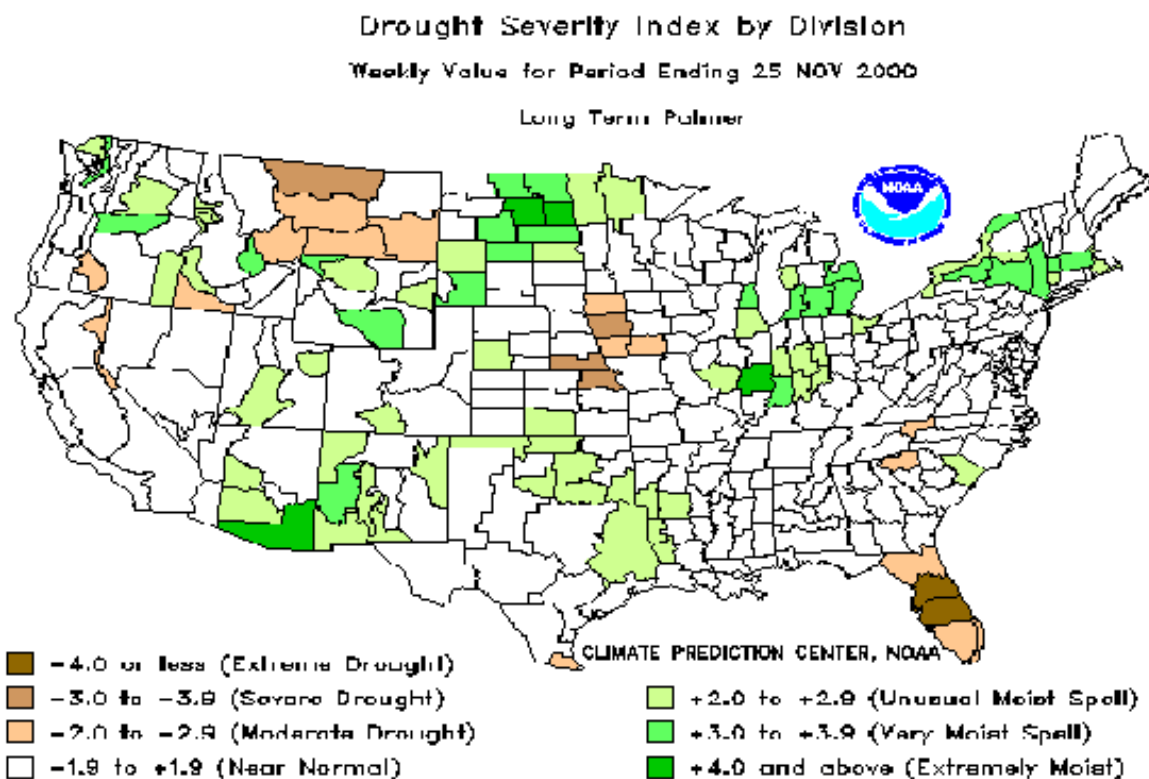 Drought Severity Index by Division
Weekly Value for Period Ending 25 NOV 2000
Long Term Palmer
NOAA
CLIMATE PREDICTION CENTER, NOAA
-4.0 or less (Extreme Drought)
-3.0 to -3.9 (Severe Drought)
-2.0 to -2.9 (Moderate Drought)
-1.9 to +1.9 (Near Normal)
+2.0 to +2.9 (Unusual Moist Spell)
+3.0 to +3.9 (Very Moist Spell)
+4.0 and above (Extremely Moist)